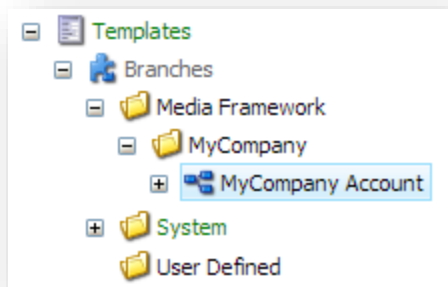 Templates
Branches
Media Framework
MyCompany
MyCompany Account
System
User Defined